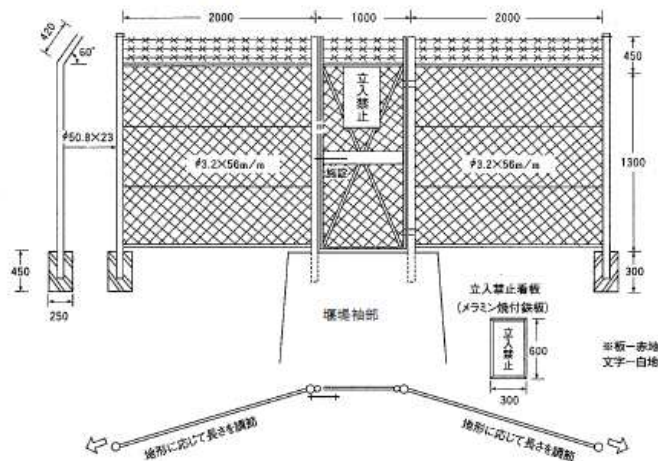 2000
1000
2000
420
60°
450
立入禁止
φ50.8×23
φ3.2×56m/m
φ3.2×56m/m
施錠
1300
450
300
250
堰堤袖部
立入禁止看板
(メラミン焼付鉄板)
立入禁止
600
300
※板ー赤地
文字ー白地
地形に応じて長さを調節
地形に応じて長さを調節